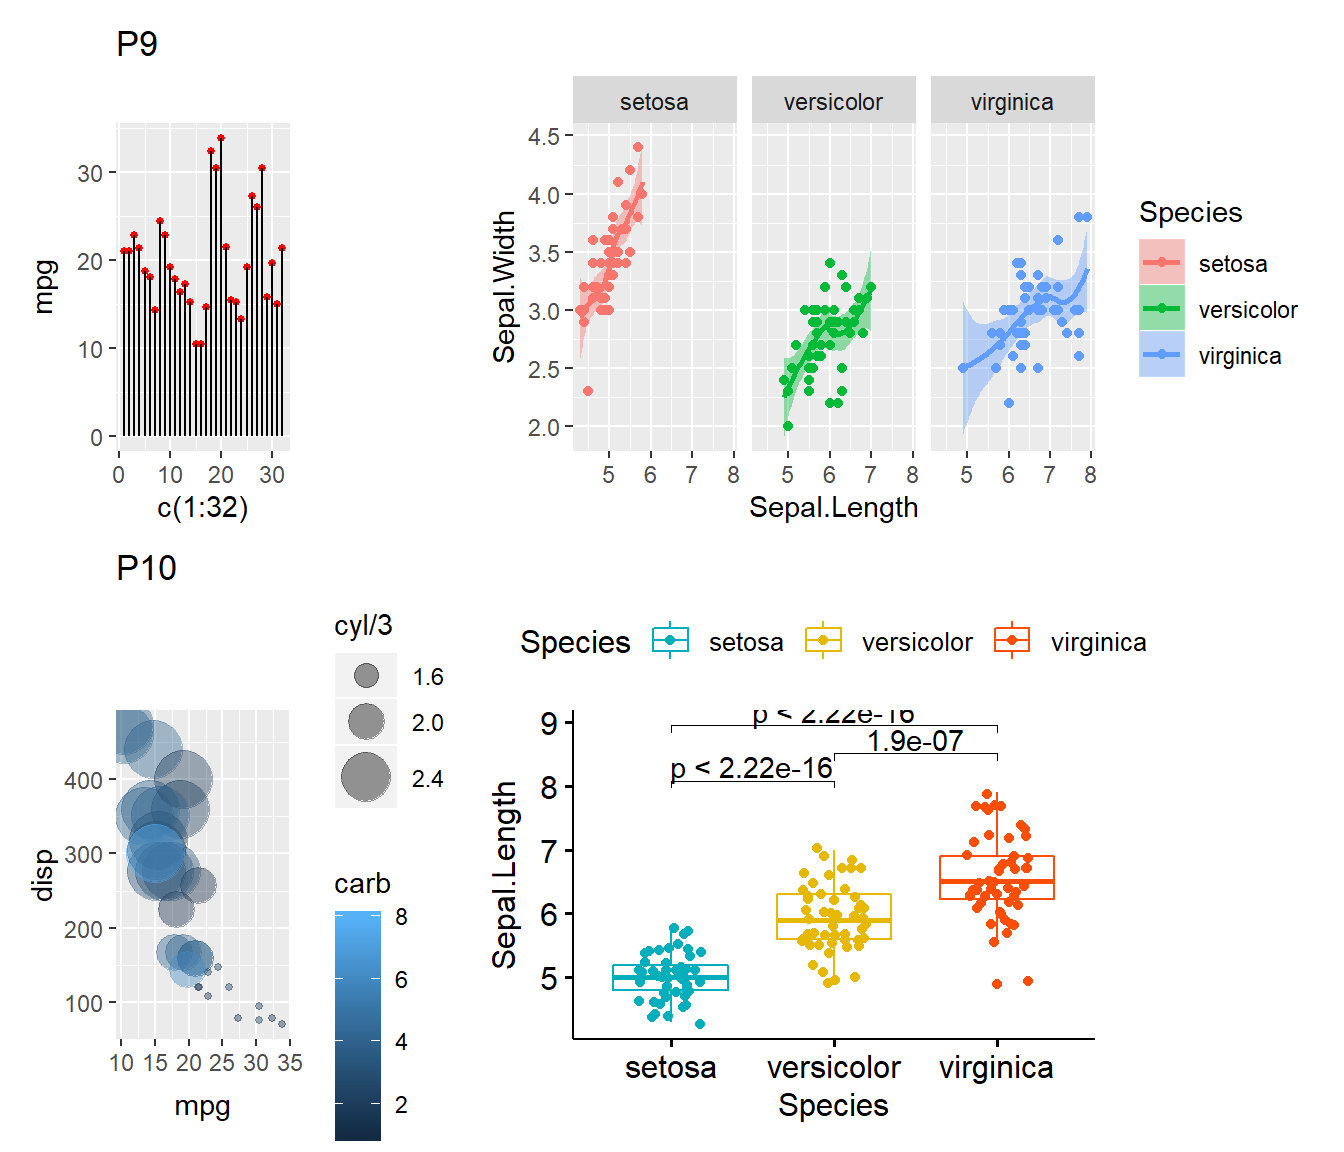 P9
setosa versicolor virginica
4.5
4.0
3.5
3.0
2.5
2.0
Sepal.Width
30
20
10
0
mpg
0 10 20 30
c(1:32)
5 6 7 8 5 6 7 8 5 6 7 8
Sepal.Length
Species
setosa
versicolor
virginica
P10
cyl/3
1.6
2.0
2.4
carb
8
6
4
2
400
300
200
100
disp
10 15 20 25 30 35
mpg
Species setosa versicolor virginica
9
8
7
6
5
Sepal.Length
p < 2.22e-16
1.9e-07
p < 2.22e-16
setosa versicolor virginica
Species